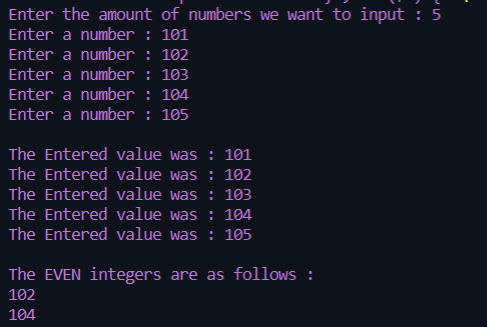 Enter the amount of numbers we want to input : 5
Enter a number : 101
Enter a number : 102
Enter a number : 103
Enter a number : 104
Enter a number : 105
The Entered value was : 101
The Entered value was : 102
The Entered value was : 103
The Entered value was : 104
The Entered value was : 105
The EVEN integers are as follows :
102
104